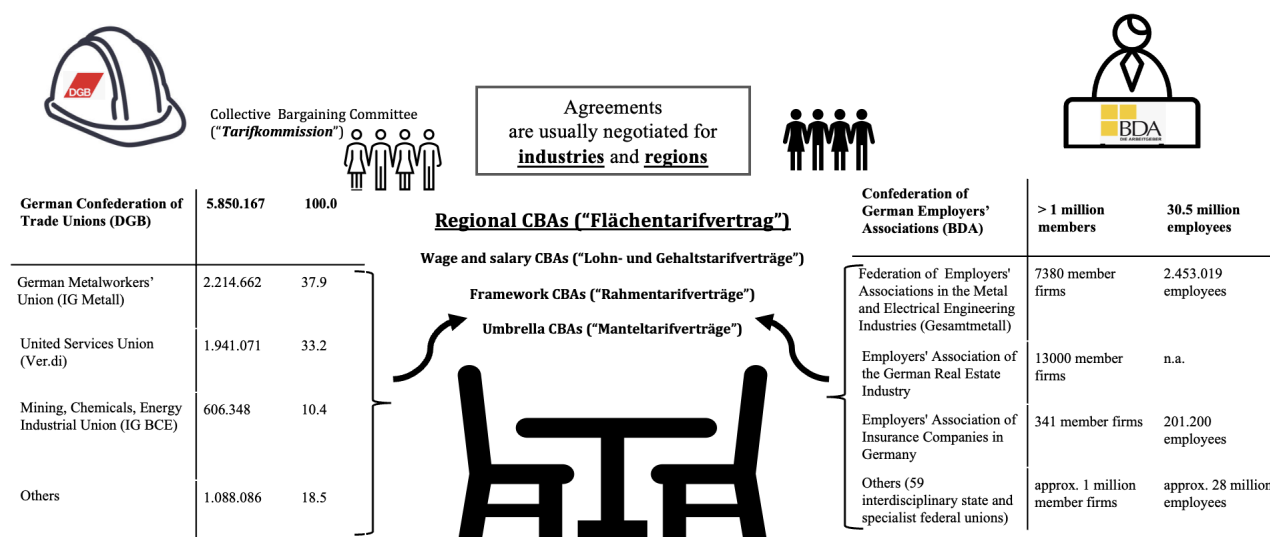 DGB
Collective Bargaining Committee
(“Tarifkommission”)
Agreements
are usually negotiated for
industries and regions
BDA
DIE ARBEITGEBER
German Confederation of
Trade Unions (DGB)
5.850.167
100.0
German Metalworkers’
Union (IG Metall)
2.214.662
37.9
United Services Union
(Ver.di)
1.941.071
33.2
Mining, Chemicals, Energy
Industrial Union (IG BCE)
606.348
10.4
Others
1.088.086
18.5
Regional CBAs (“Flächentarifvertrag”)
Wage and salary CBAs (“Lohn- und Gehaltstarifverträge”)
Framework CBAs (“Rahmentarifverträge”)
Umbrella CBAs (“Manteltarifverträge”)
Confederation of
German Employers’
Associations (BDA)
> 1 million
members
30.5 million
employees
Federation of Employers'
Associations in the Metal
and Electrical Engineering
Industries (Gesamtmetall)
7380 member
firms
2.453.019
employees
Employers' Association of
the German Real Estate
Industry
13000 member
firms
n.a.
Employers' Association of
Insurance Companies in
Germany
341 member firms
201.200
employees
Others (59
interdisciplinary state and
specialist federal unions)
approx. 1 million
member firms
approx. 28 million
employees